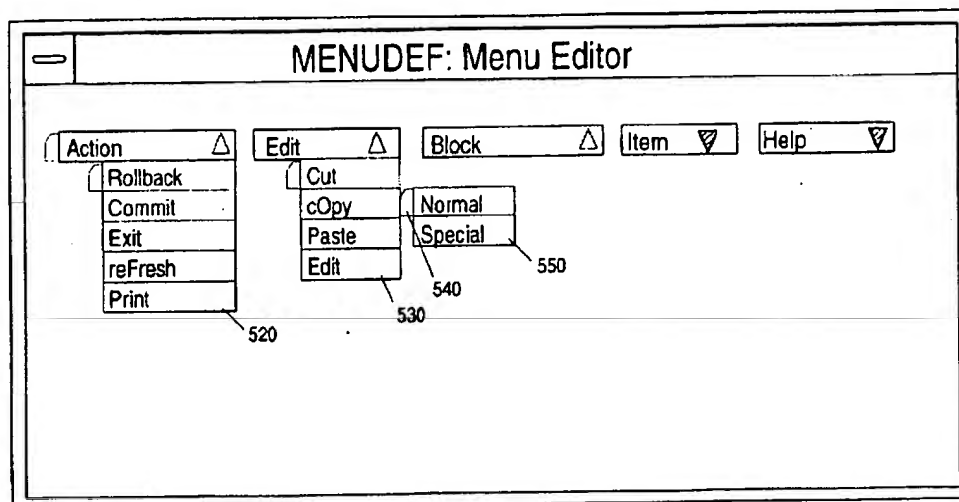 MENUDEF: Menu Editor
Action Edit Block Item Help
Rollback Cut
Commit cOpy Normal
Exit Paste Special
reFresh Edit 540 550
Print 530
520